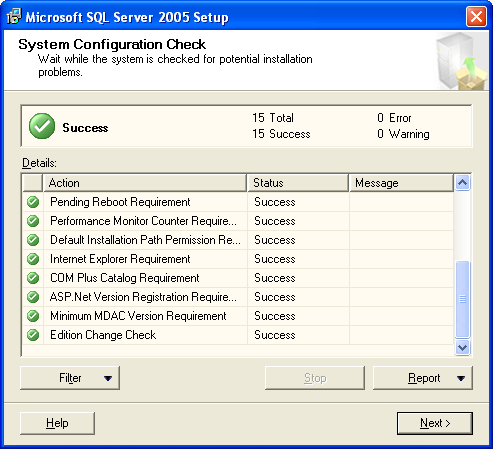 Microsoft SQL Server 2005 Setup
System Configuration Check
Wait while the system is checked for potential installation
problems.
Success
15 Total
0 Error
15 Success
0 Warning
Details:
Action Status Message
Pending Reboot Requirement Success
Performance Monitor Counter Require... Success
Default Installation Path Permission Re... Success
Internet Explorer Requirement Success
COM Plus Catalog Requirement Success
ASP.Net Version Registration Require... Success
Minimum MDAC Version Requirement Success
Edition Change Check Success
Filter Stop Report
Help Next >